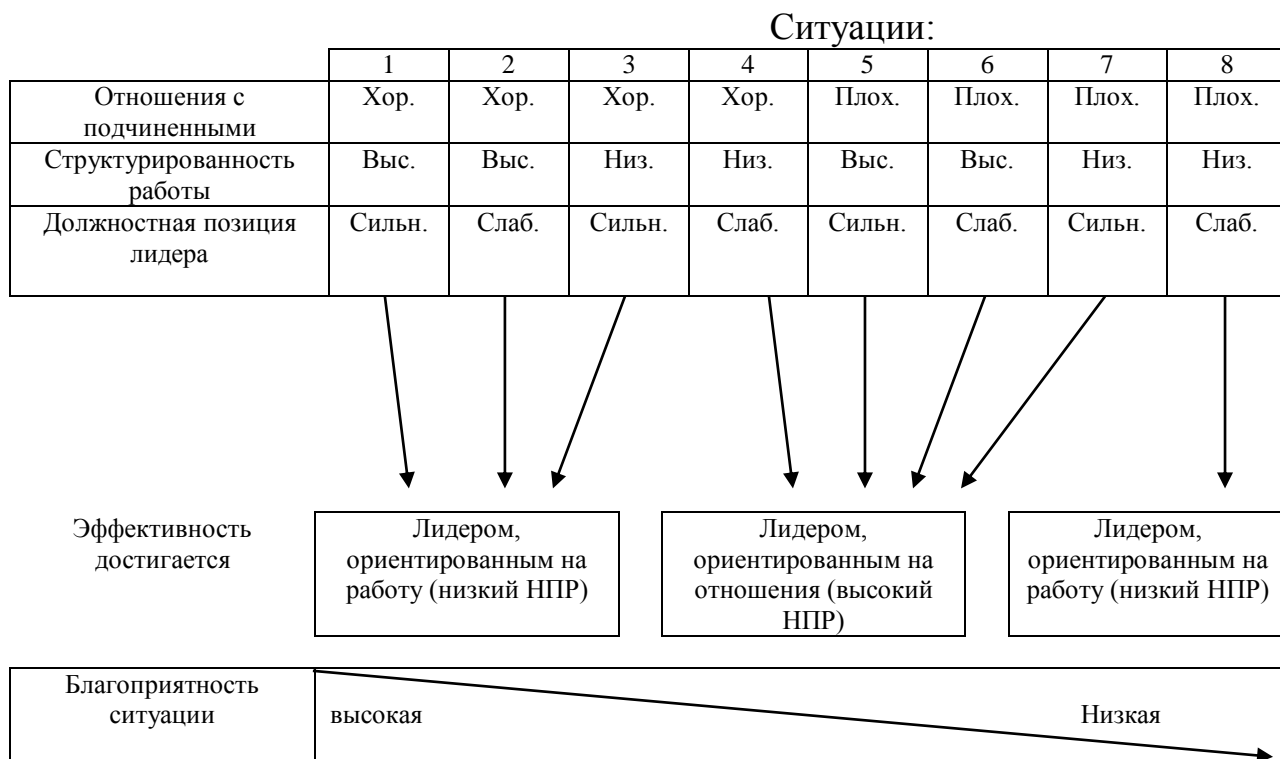 Ситуации:
1 2 3 4 5 6 7 8
Отношения с Хор. Хор. Хор. Хор. Плох. Плох. Плох. Плох.
подчиненными
Структурированность Выс. Выс. Низ. Низ. Выс. Выс. Низ. Низ.
работы
Должностная позиция Сильн. Слаб. Сильн. Слаб. Сильн. Слаб. Сильн. Слаб.
лидера
Эффективность
достигается
Лидером,
ориентированным на
работу (низкий НПР)
Лидером,
ориентированным на
отношения (высокий
НПР)
Лидером,
ориентированным на
работу (низкий НПР)
Благоприятность
ситуации
высокая
Низкая